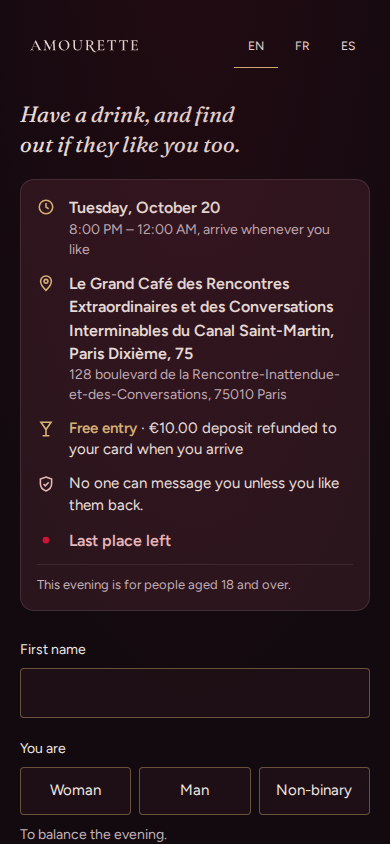 AMOURETTE
EN FR ES
Have a drink, and find
out if they like you too.
Tuesday, October 20
8:00 PM – 12:00 AM, arrive whenever you
like
Le Grand Café des Rencontres
Extraordinaires et des Conversations
Interminables du Canal Saint-Martin,
Paris Dixième, 75
128 boulevard de la Rencontre-Inattendue-
et-des-Conversations, 75010 Paris
Free entry · €10.00 deposit refunded to
your card when you arrive
No one can message you unless you like
them back.
Last place left
This evening is for people aged 18 and over.
First name
You are
Woman Man Non-binary
To balance the evening.